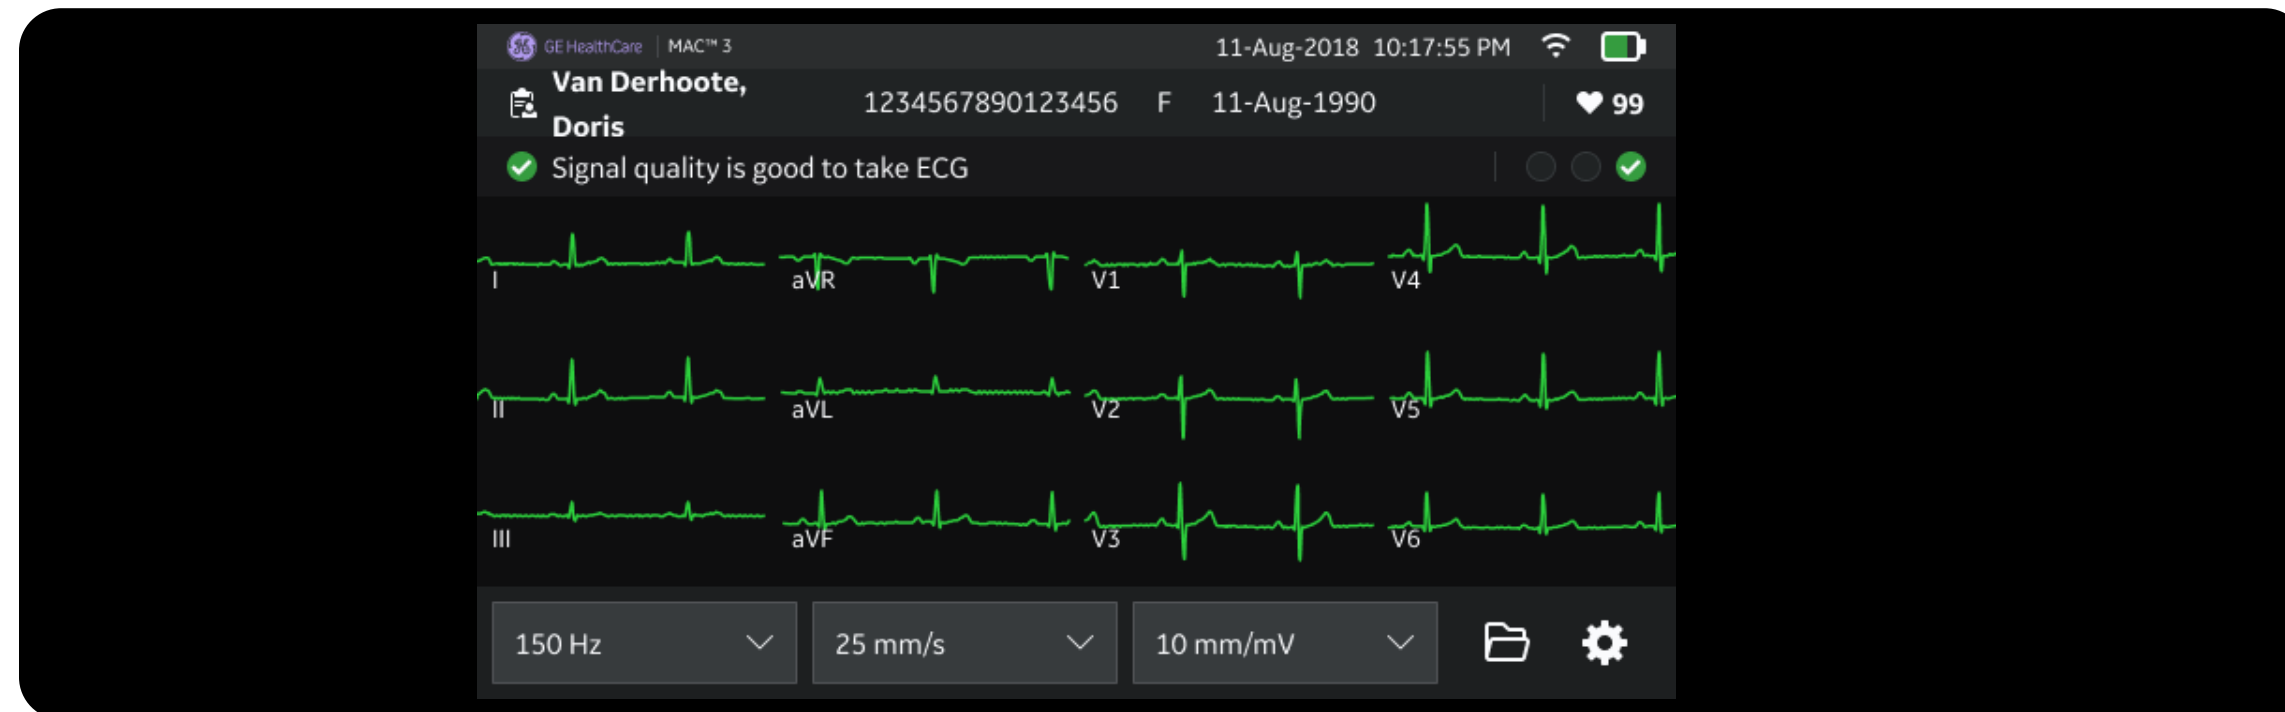 GE HealthCare MAC™ 3 11-Aug-2018 10:17:55 PM
Van Derhoote,
Doris
1234567890123456 F 11-Aug-1990 99
Signal quality is good to take ECG
I aVR V1 V4
II aVL V2 V5
III aVF V3 V6
150 Hz 25 mm/s 10 mm/mV